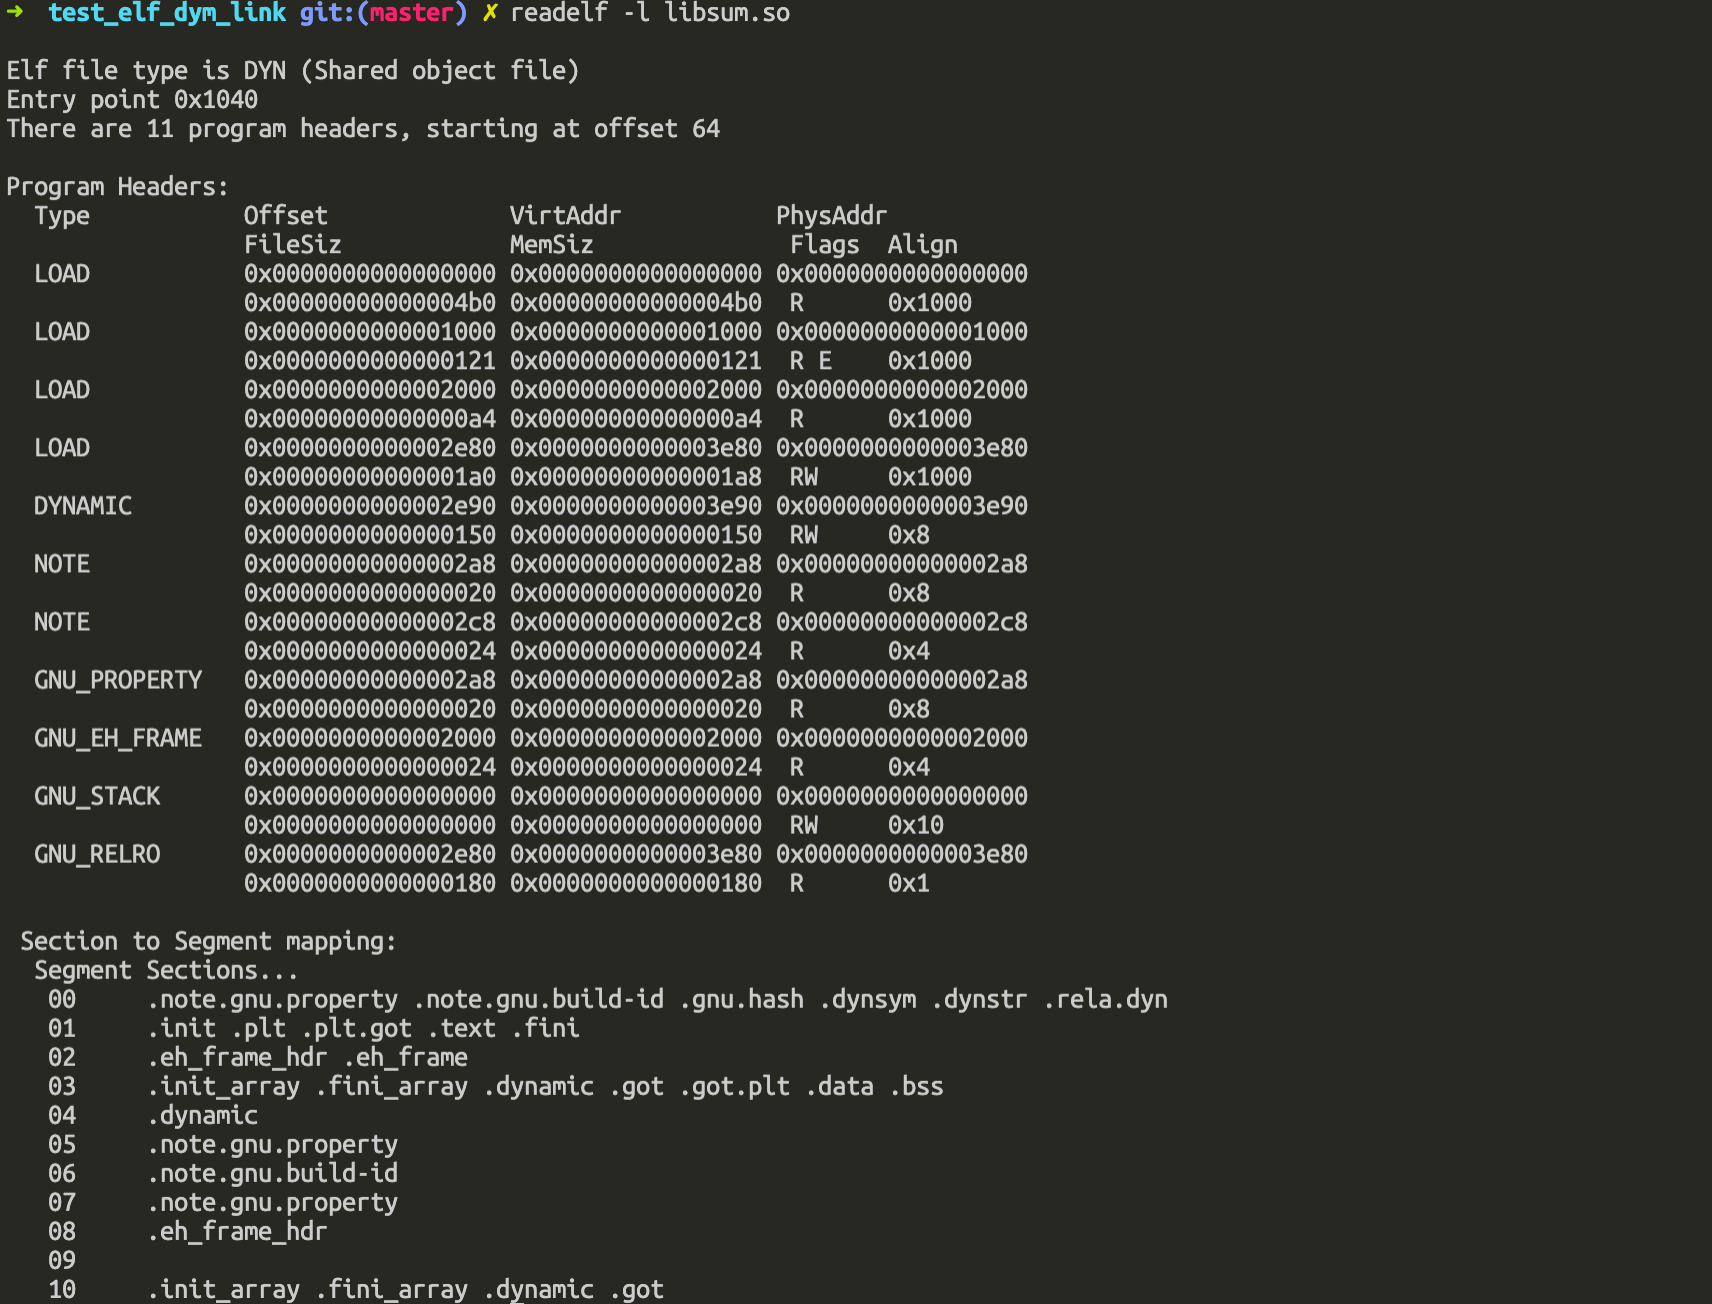 ➜  test_elf_dym_link git:(master) ✗ readelf -l libsum.so

Elf file type is DYN (Shared object file)
Entry point 0x1040
There are 11 program headers, starting at offset 64

Program Headers:
  Type           Offset             VirtAddr           PhysAddr
                 FileSiz            MemSiz              Flags  Align
  LOAD           0x0000000000000000 0x0000000000000000 0x0000000000000000
                 0x00000000000004b0 0x00000000000004b0  R      0x1000
  LOAD           0x0000000000001000 0x0000000000001000 0x0000000000001000
                 0x0000000000000121 0x0000000000000121  R E    0x1000
  LOAD           0x0000000000002000 0x0000000000002000 0x0000000000002000
                 0x00000000000000a4 0x00000000000000a4  R      0x1000
  LOAD           0x0000000000002e80 0x0000000000003e80 0x0000000000003e80
                 0x00000000000001a0 0x00000000000001a8  RW     0x1000
  DYNAMIC        0x0000000000002e90 0x0000000000003e90 0x0000000000003e90
                 0x0000000000000150 0x0000000000000150  RW     0x8
  NOTE           0x00000000000002a8 0x00000000000002a8 0x00000000000002a8
                 0x0000000000000020 0x0000000000000020  R      0x8
  NOTE           0x00000000000002c8 0x00000000000002c8 0x00000000000002c8
                 0x0000000000000024 0x0000000000000024  R      0x4
  GNU_PROPERTY   0x00000000000002a8 0x00000000000002a8 0x00000000000002a8
                 0x0000000000000020 0x0000000000000020  R      0x8
  GNU_EH_FRAME   0x0000000000002000 0x0000000000002000 0x0000000000002000
                 0x0000000000000024 0x0000000000000024  R      0x4
  GNU_STACK      0x0000000000000000 0x0000000000000000 0x0000000000000000
                 0x0000000000000000 0x0000000000000000  RW     0x10
  GNU_RELRO      0x0000000000002e80 0x0000000000003e80 0x0000000000003e80
                 0x0000000000000180 0x0000000000000180  R      0x1

 Section to Segment mapping:
  Segment Sections...
   00     .note.gnu.property .note.gnu.build-id .gnu.hash .dynsym .dynstr .rela.dyn
   01     .init .plt .plt.got .text .fini
   02     .eh_frame_hdr .eh_frame
   03     .init_array .fini_array .dynamic .got .got.plt .data .bss
   04     .dynamic
   05     .note.gnu.property
   06     .note.gnu.build-id
   07     .note.gnu.property
   08     .eh_frame_hdr
   09
   10     .init_array .fini_array .dynamic .got